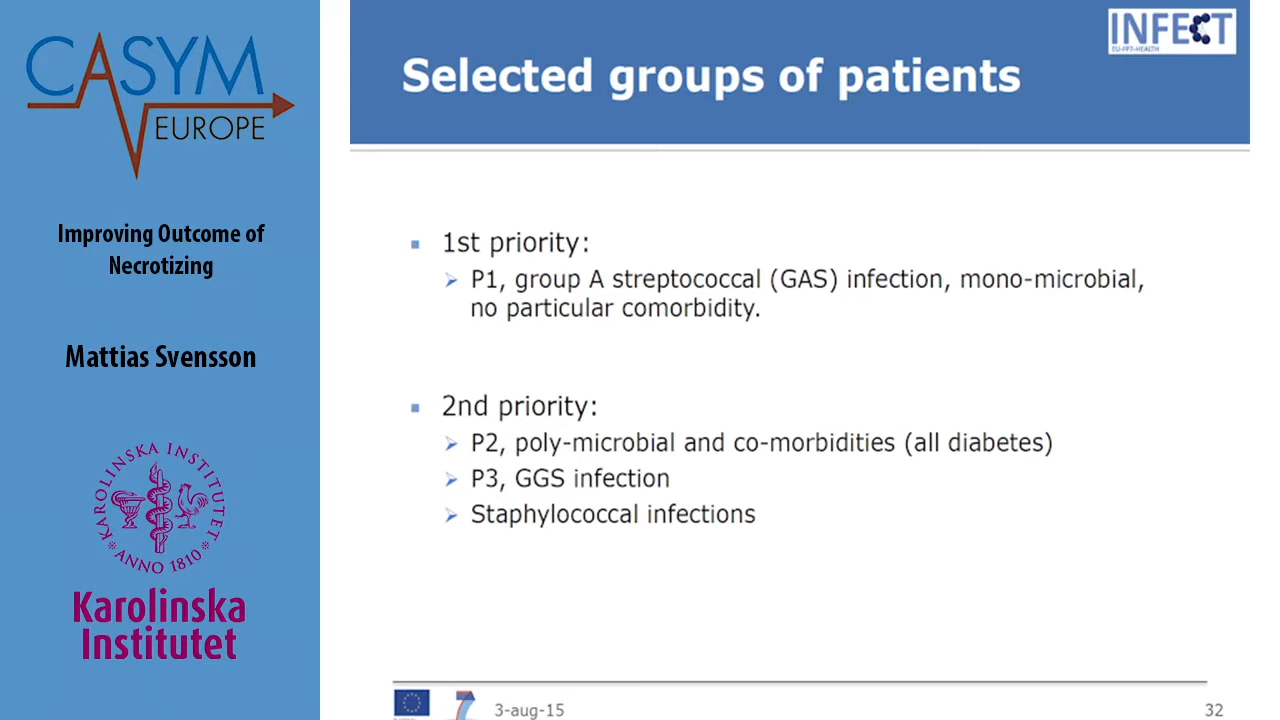 CASYM
EUROPE
Improving Outcome of
Necrotizing
Mattias Svensson
KAROLINSKA INSTITUTET
ANNO 1810
Karolinska
Institutet
INFECT
EU-FP7-HEALTH
Selected groups of patients
1st priority:
P1, group A streptococcal (GAS) infection, mono-microbial,
no particular comorbidity.
2nd priority:
P2, poly-microbial and co-morbidities (all diabetes)
P3, GGS infection
Staphylococcal infections
7
3-aug-15
32